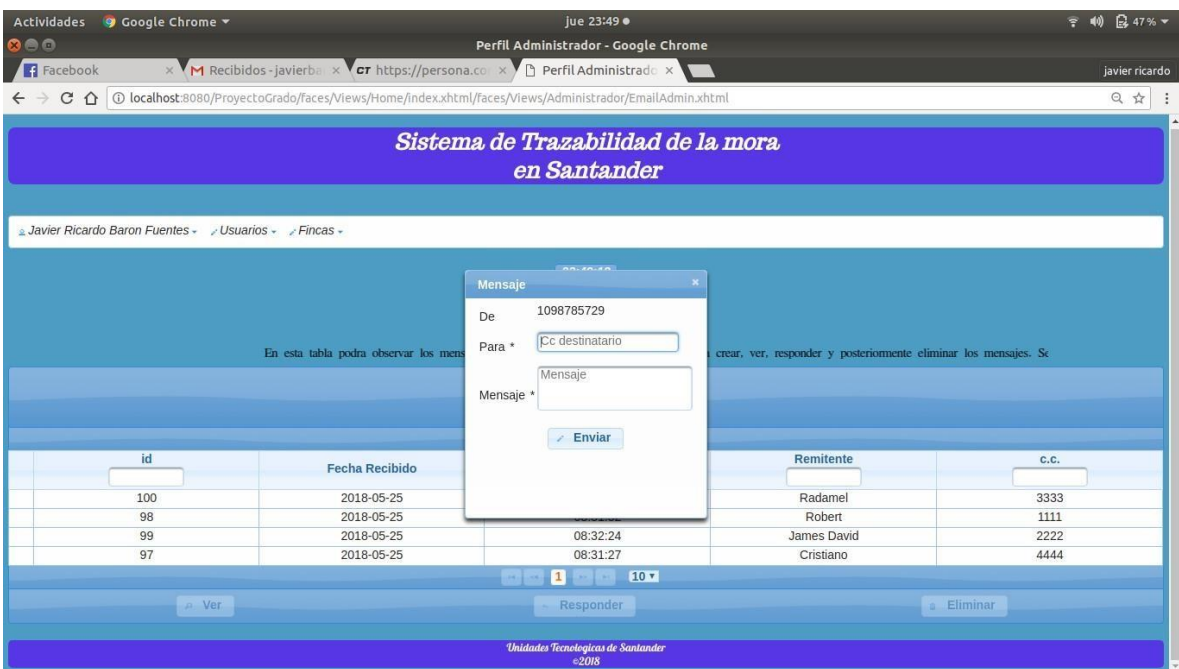 Actividades Google Chrome jue 23:49 47 %
Perfil Administrador - Google Chrome
Facebook Recibidos - javierba https://persona.co Perfil Administrado javier ricardo
localhost:8080/ProyectoGrado/faces/Views/Home/index.xhtml/faces/Views/Administrador/EmailAdmin.xhtml
Sistema de Trazabilidad de la mora
en Santander
Javier Ricardo Baron Fuentes Usuarios Fincas
Mensaje
De 1098785729
Para * Cc destinatario
Mensaje * Mensaje
Enviar
En esta tabla podra observar los mens crear, ver, responder y posteriormente eliminar los mensajes. Se
id Fecha Recibido Remitente c.c.
100 2018-05-25 Radamel 3333
98 2018-05-25 Robert 1111
99 2018-05-25 08:32:24 James David 2222
97 2018-05-25 08:31:27 Cristiano 4444
1 10
Ver Responder Eliminar
Unidades Tecnologicas de Santander
©2018